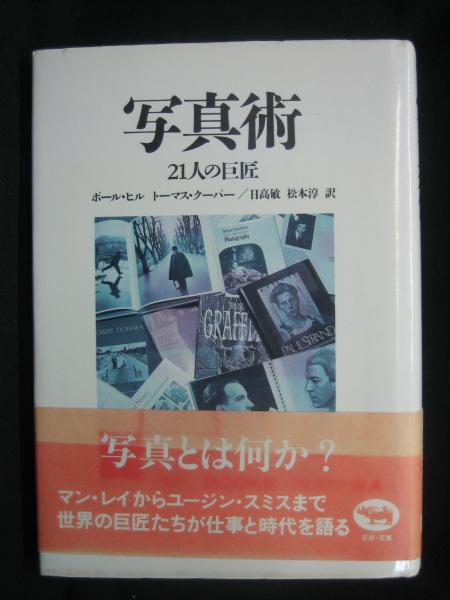 写真術
21人の巨匠
ポール・ヒル トーマス・クーパー／日高敏 松本淳 訳
Photography
ROBERT DOISNEAU
GRAFFITI
PAUL STRAND
写真とは何か?
マン・レイからユージン・スミスまで
世界の巨匠たちが仕事と時代を語る